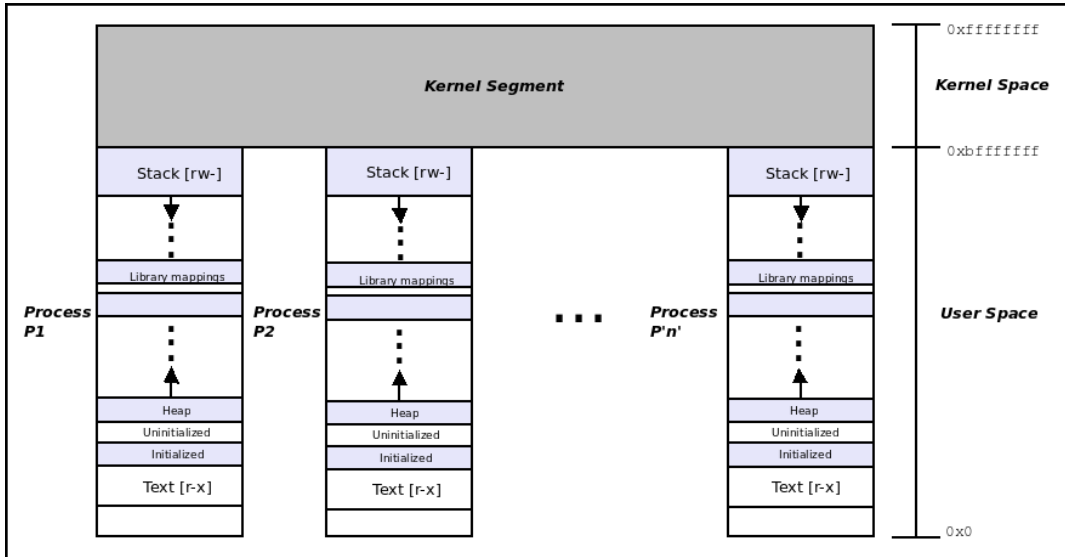 0xffffffff
Kernel Segment
Kernel Space
0xbfffffff
Stack [rw-]
Stack [rw-]
Stack [rw-]
Library mappings
Library mappings
Library mappings
Process
P1
Process
P2
...
Process
P'n'
User Space
Heap
Heap
Heap
Uninitialized
Uninitialized
Uninitialized
Initialized
Initialized
Initialized
Text [r-x]
Text [r-x]
Text [r-x]
0x0